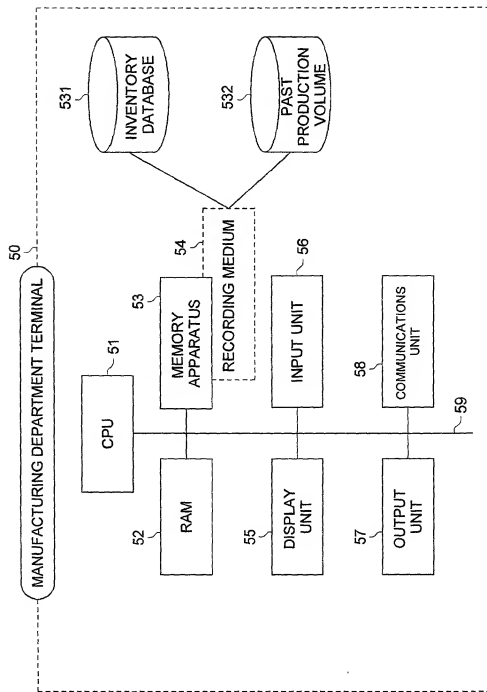 50
MANUFACTURING DEPARTMENT TERMINAL
51
CPU
52
RAM
53
MEMORY
APPARATUS
54
RECORDING MEDIUM
531
INVENTORY
DATABASE
532
PAST
PRODUCTION
VOLUME
55
DISPLAY
UNIT
56
INPUT UNIT
57
OUTPUT
UNIT
58
COMMUNICATIONS
UNIT
59